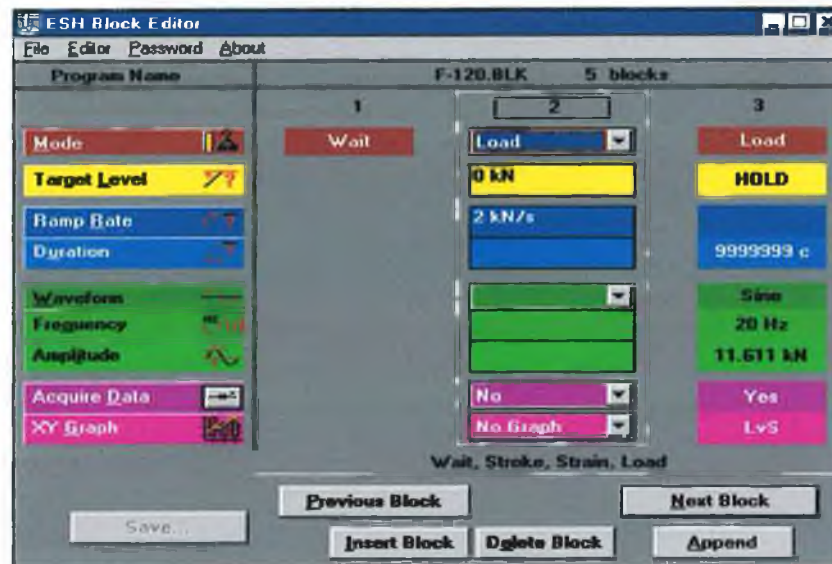 ESH Block Editor
File Editor Password About
Program Name F-120.BLK 5 blocks
1 2 3
Mode Wait Load Load
Target Level 0 kN HOLD
Ramp Rate 2 kN/s
Duration 9999999 c
Waveform Sine
Frequency 20 Hz
Amplitude 11.611 kN
Acquire Data No Yes
XY Graph No Graph LvS
Wait, Stroke, Strain, Load
Previous Block Next Block
Save...
Insert Block Delete Block Append